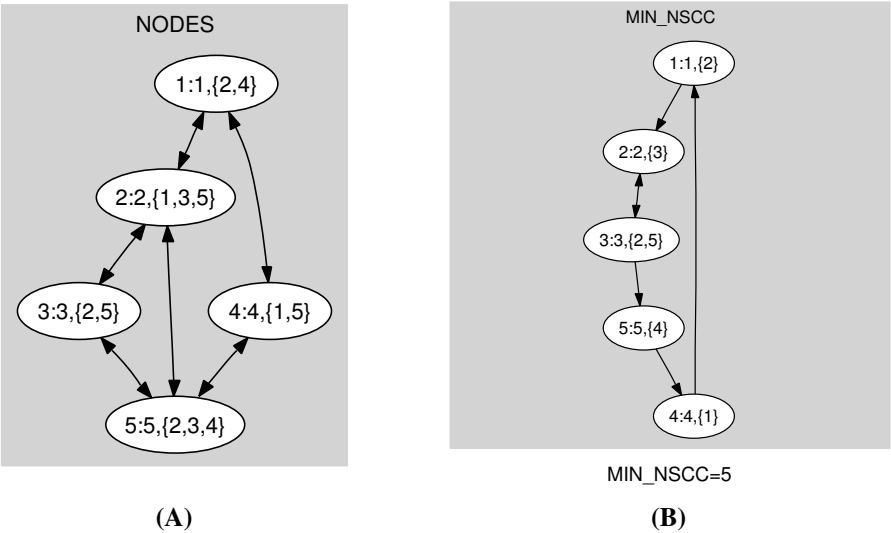 NODES
1:1,{2,4}
2:2,{1,3,5}
3:3,{2,5}
4:4,{1,5}
5:5,{2,3,4}
(A)
MIN_NSCC
1:1,{2}
2:2,{3}
3:3,{2,5}
5:5,{4}
4:4,{1}
MIN_NSCC=5
(B)